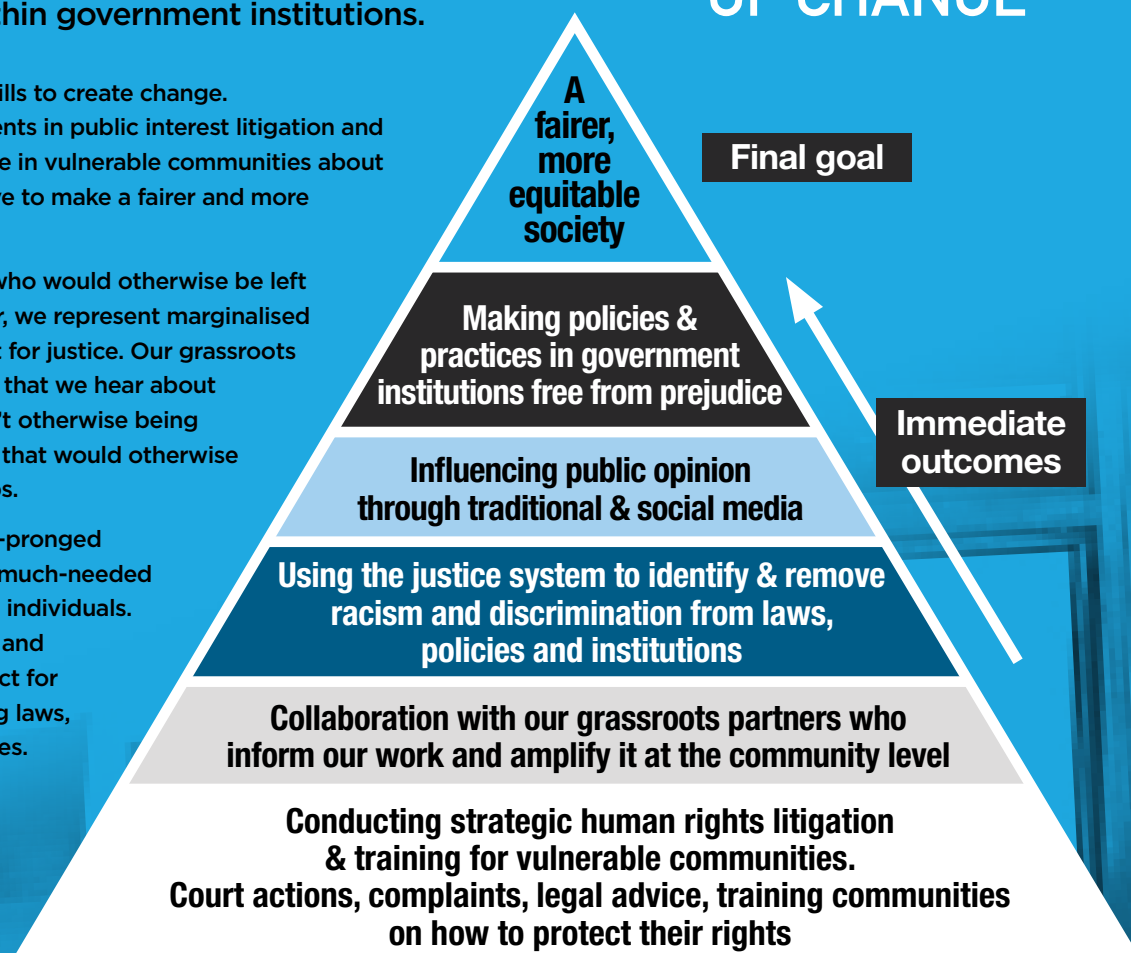 thin government institutions.
OF CHANGE
ills to create change.
ents in public interest litigation and
e in vulnerable communities about
ve to make a fairer and more
who would otherwise be left
r, we represent marginalised
t for justice. Our grassroots
that we hear about
't otherwise being
that would otherwise
os.
-pronged
much-needed
individuals.
and
ct for
g laws,
es.
A
fairer,
more
equitable
society
Final goal
Making policies &
practices in government
institutions free from prejudice
Immediate
outcomes
Influencing public opinion
through traditional & social media
Using the justice system to identify & remove
racism and discrimination from laws,
policies and institutions
Collaboration with our grassroots partners who
inform our work and amplify it at the community level
Conducting strategic human rights litigation
& training for vulnerable communities.
Court actions, complaints, legal advice, training communities
on how to protect their rights